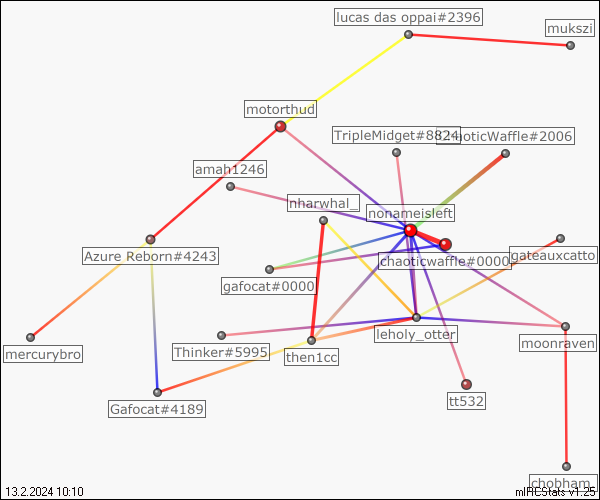 lucas das oppai#2396
mukszi
motorthud
TripleMidget#8824
ChaoticWaffle#2006
amah1246
nharwhal_
nonameisleft
Azure Reborn#4243
chaoticwaffle#0000
gateauxcatto
gafocat#0000
leholy_otter
moonraven
mercurybro
Thinker#5995
then1cc
tt532
Gafocat#4189
chobham_
13.2.2024 10:10
mIRCStats v1.25